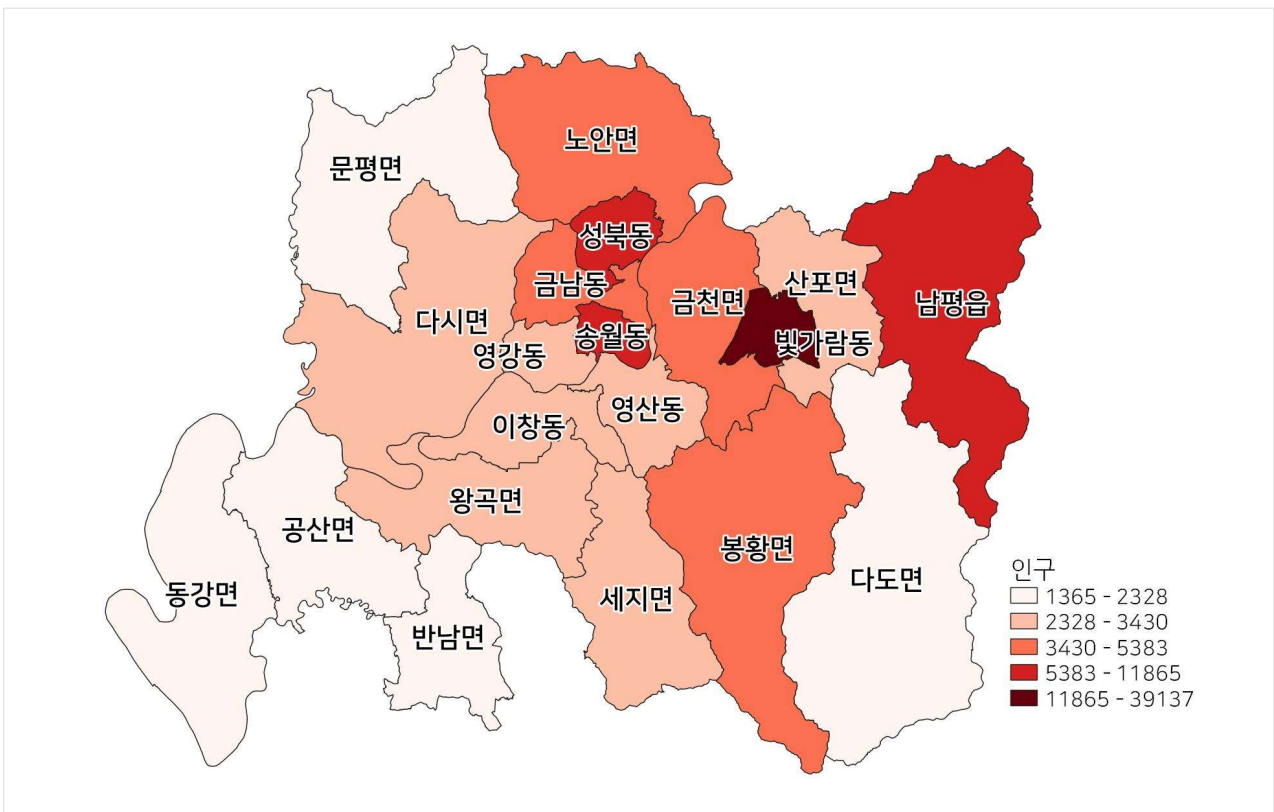 노안면
문평면
성북동
금남동
산포면
금천면
남평읍
다시면
송월동
빛가람동
영강동
영산동
이창동
왕곡면
공산면
봉황면
다도면
동강면
세지면
반남면
인구
1365 - 2328
2328 - 3430
3430 - 5383
5383 - 11865
11865 - 39137